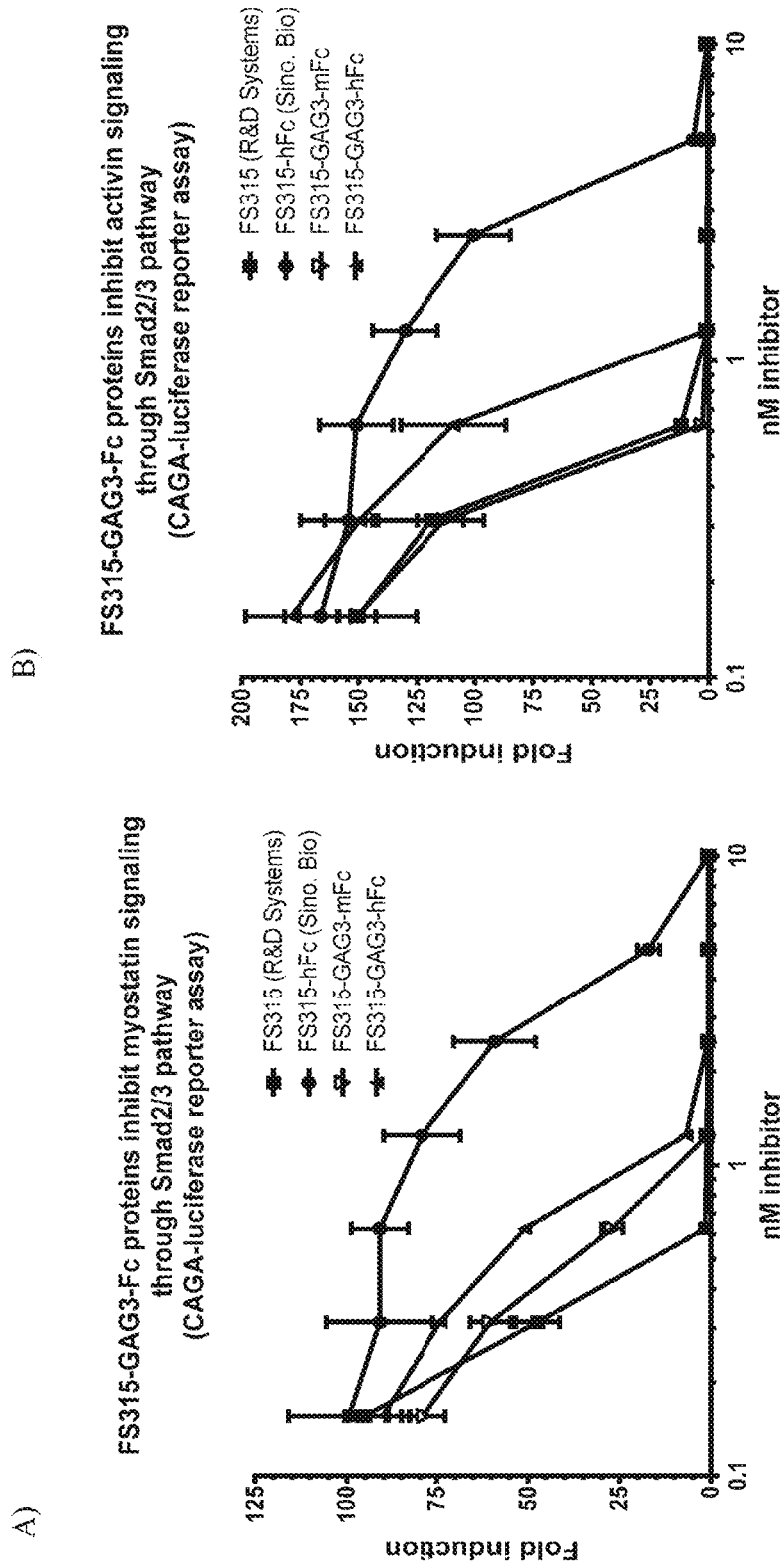 A)
FS315-GAG3-Fc proteins inhibit myostatin signaling
through Smad2/3 pathway
(CAGA-luciferase reporter assay)
FS315 (R&D Systems)
FS315-hFc (Sino. Bio)
FS315-GAG3-mFc
FS315-GAG3-hFc
Fold induction
125
100
75
50
25
0
0.1
1
10
nM inhibitor
B)
FS315-GAG3-Fc proteins inhibit activin signaling
through Smad2/3 pathway
(CAGA-luciferase reporter assay)
FS315 (R&D Systems)
FS315-hFc (Sino. Bio)
FS315-GAG3-mFc
FS315-GAG3-hFc
Fold induction
200
175
150
125
100
75
50
25
0
0.1
1
10
nM inhibitor